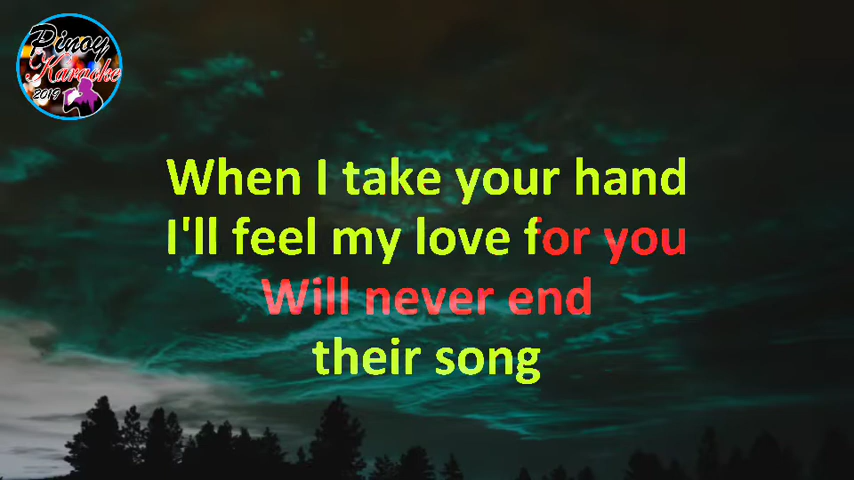 Pinoy
Karaoke
2019
When I take your hand
I'll feel my love for you
Will never end
their song